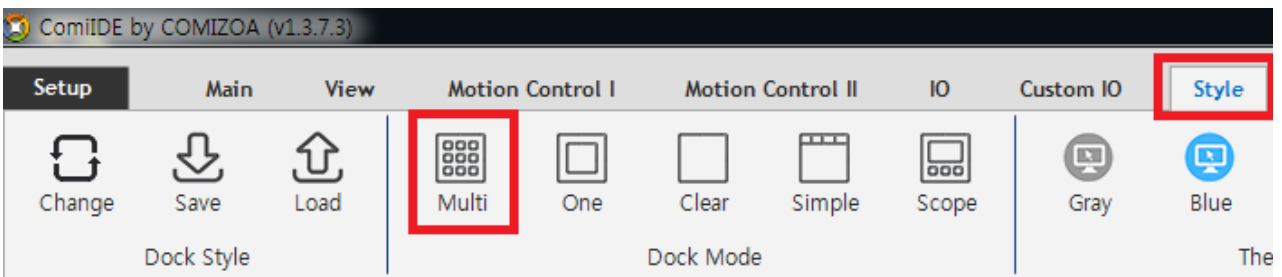 ComiIDE by COMIZOA (v1.3.7.3)
Setup Main View Motion Control I Motion Control II IO Custom IO Style
Change Save Load Multi One Clear Simple Scope Gray Blue
Dock Style Dock Mode The